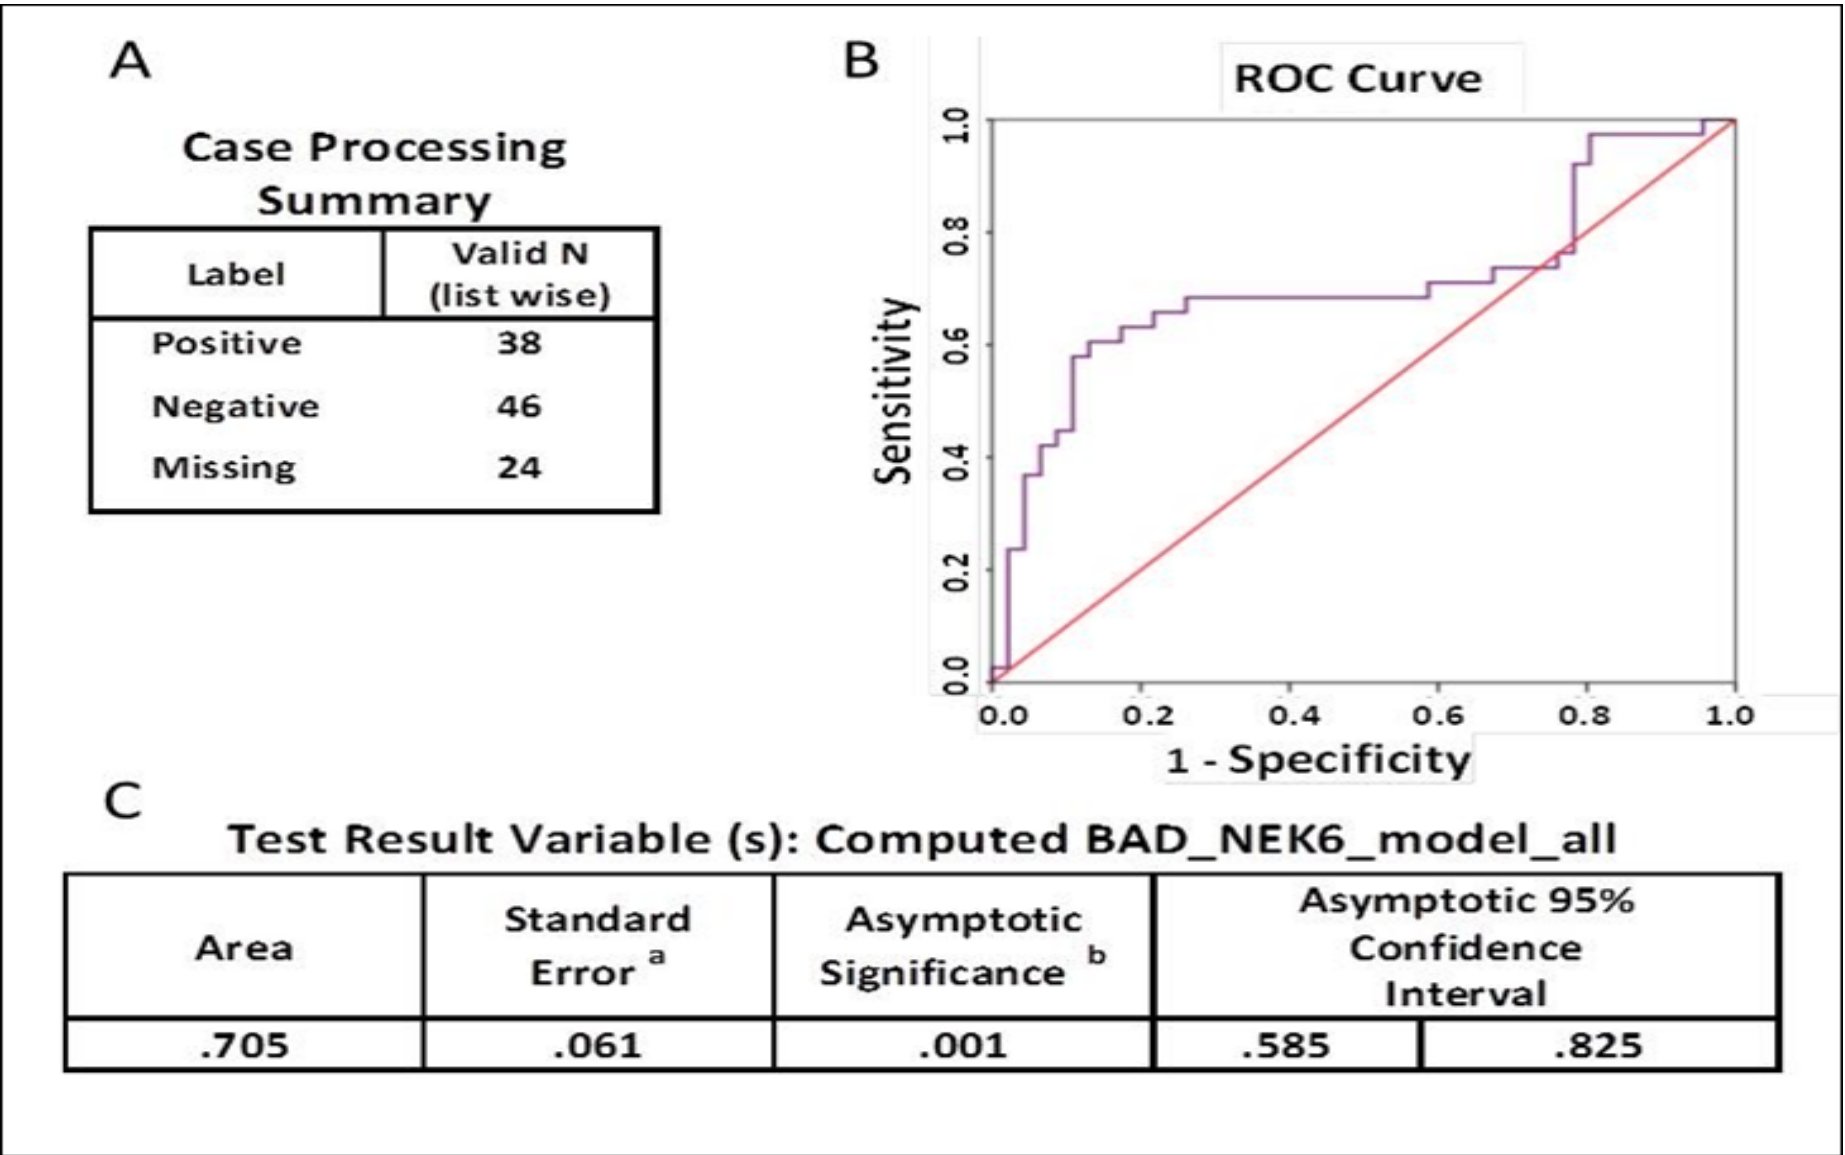 A
Case Processing
Summary
Label
Valid N
(list wise)
Positive 38
Negative 46
Missing 24
B
ROC Curve
Sensitivity
1.0
0.8
0.6
0.4
0.2
0.0
0.0 0.2 0.4 0.6 0.8 1.0
1 - Specificity
C
Test Result Variable (s): Computed BAD_NEK6_model_all
Area
Standard
Error a
Asymptotic
Significance b
Asymptotic 95%
Confidence
Interval
.705 .061 .001 .585 .825